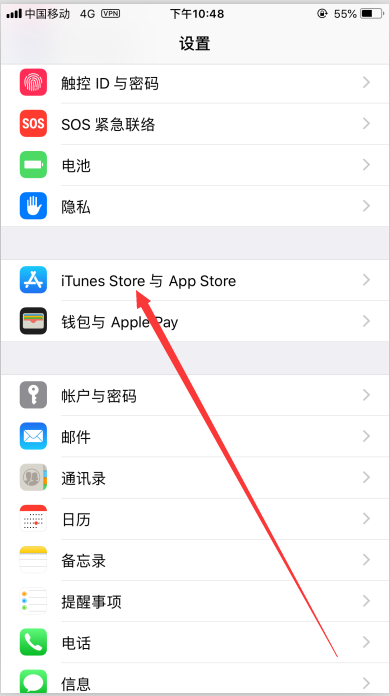 中国移动 4G VPN 下午10:48 55%
设置
触控 ID 与密码
SOS SOS 紧急联络
电池
隐私
iTunes Store 与 App Store
钱包与 Apple Pay
帐户与密码
邮件
通讯录
日历
备忘录
提醒事项
电话
信息